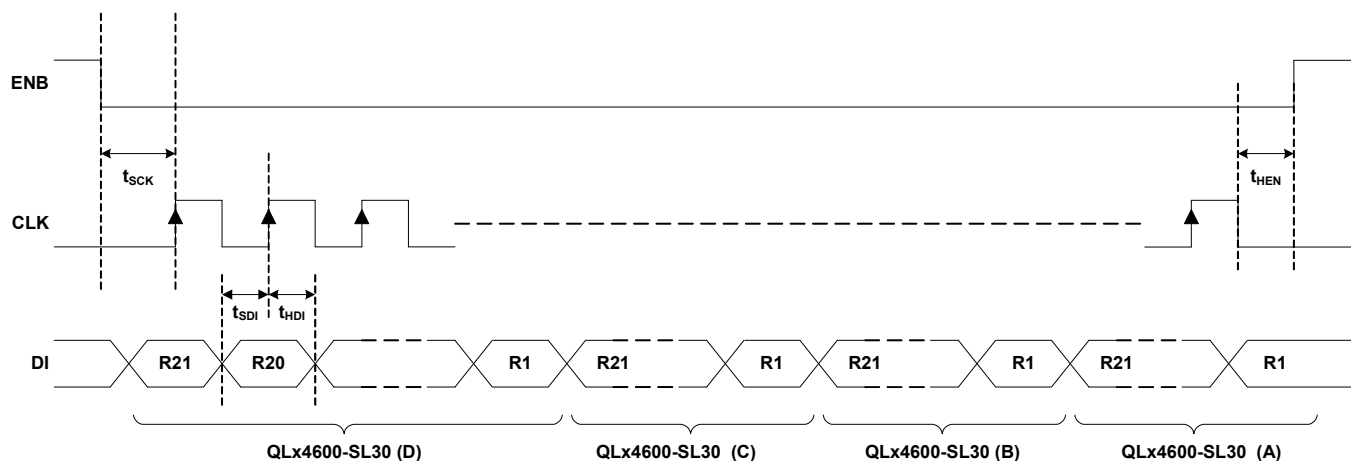 ENB
tSCK
tHEN
CLK
tSDI
tHDI
DI
R21
R20
R1
R21
R1
R21
R1
R21
R1
QLx4600-SL30 (D)
QLx4600-SL30 (C)
QLx4600-SL30 (B)
QLx4600-SL30 (A)